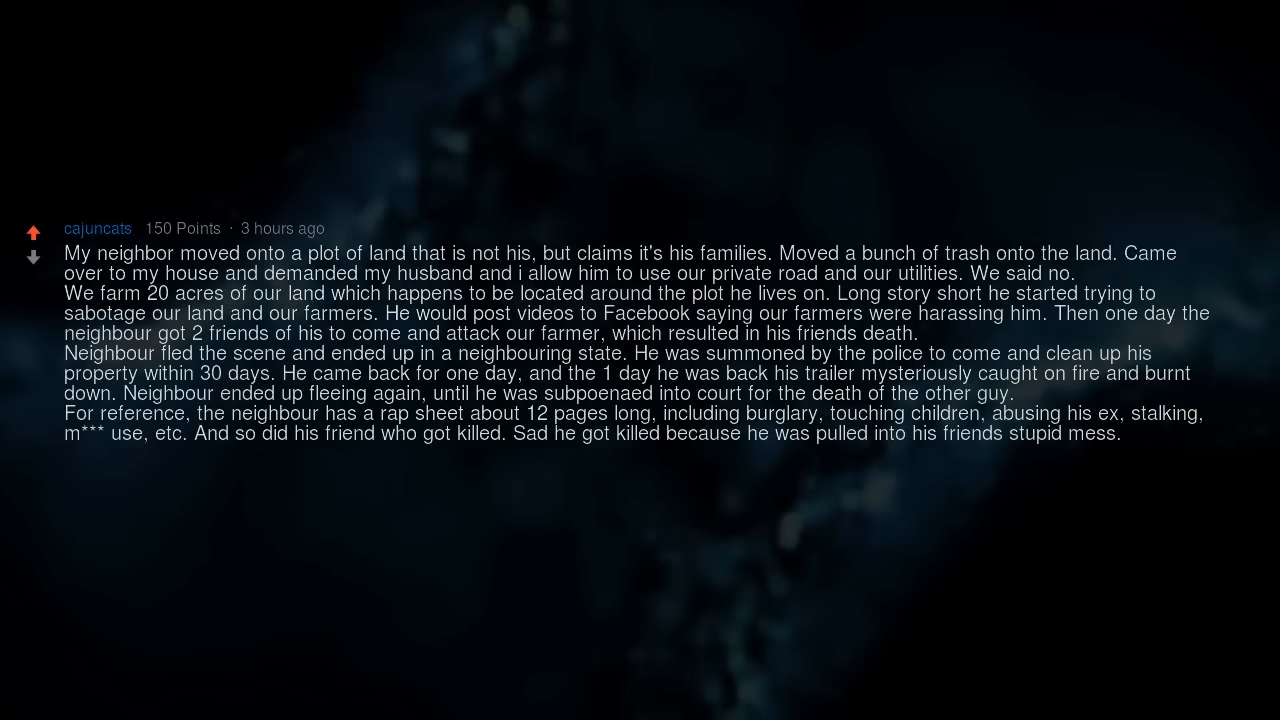 cajuncats 150 Points · 3 hours ago
My neighbor moved onto a plot of land that is not his, but claims it's his families. Moved a bunch of trash onto the land. Came
over to my house and demanded my husband and i allow him to use our private road and our utilities. We said no.
We farm 20 acres of our land which happens to be located around the plot he lives on. Long story short he started trying to
sabotage our land and our farmers. He would post videos to Facebook saying our farmers were harassing him. Then one day the
neighbour got 2 friends of his to come and attack our farmer, which resulted in his friends death.
Neighbour fled the scene and ended up in a neighbouring state. He was summoned by the police to come and clean up his
property within 30 days. He came back for one day, and the 1 day he was back his trailer mysteriously caught on fire and burnt
down. Neighbour ended up fleeing again, until he was subpoenaed into court for the death of the other guy.
For reference, the neighbour has a rap sheet about 12 pages long, including burglary, touching children, abusing his ex, stalking,
m*** use, etc. And so did his friend who got killed. Sad he got killed because he was pulled into his friends stupid mess.